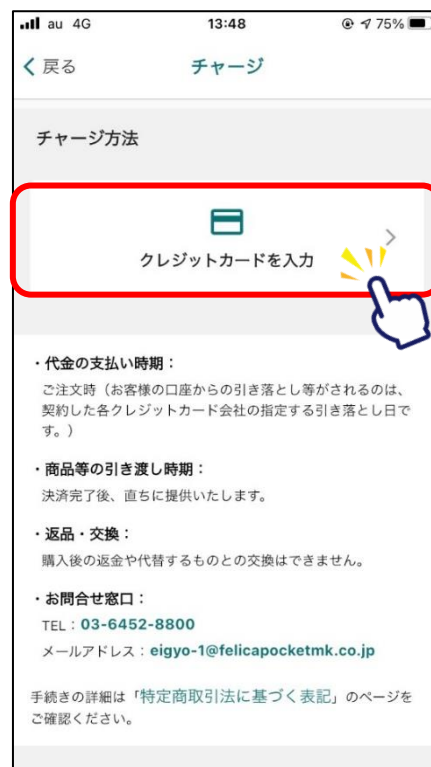 au 4G 13:48 75%
戻る チャージ
チャージ方法
クレジットカードを入力
・代金の支払い時期：
ご注文時（お客様の口座からの引き落とし等がされるのは、
契約した各クレジットカード会社の指定する引き落とし日で
す。）
・商品等の引き渡し時期：
決済完了後、直ちに提供いたします。
・返品・交換：
購入後の返金や代替するものとの交換はできません。
・お問合せ窓口：
TEL：03-6452-8800
メールアドレス：eigyo-1@felicapocketmk.co.jp
手続きの詳細は「特定商取引法に基づく表記」のページを
ご確認ください。